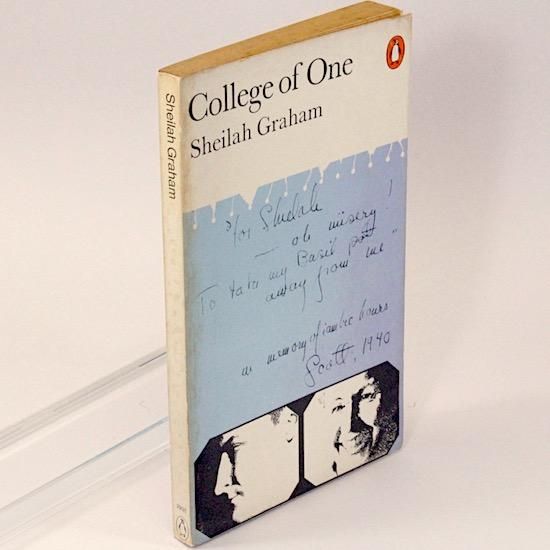 College of One
Sheilah Graham
For
— oh misery!
To take my Basil pot
away from me"
in memory of iambic hours
Scott, 1940
Sheilah Graham